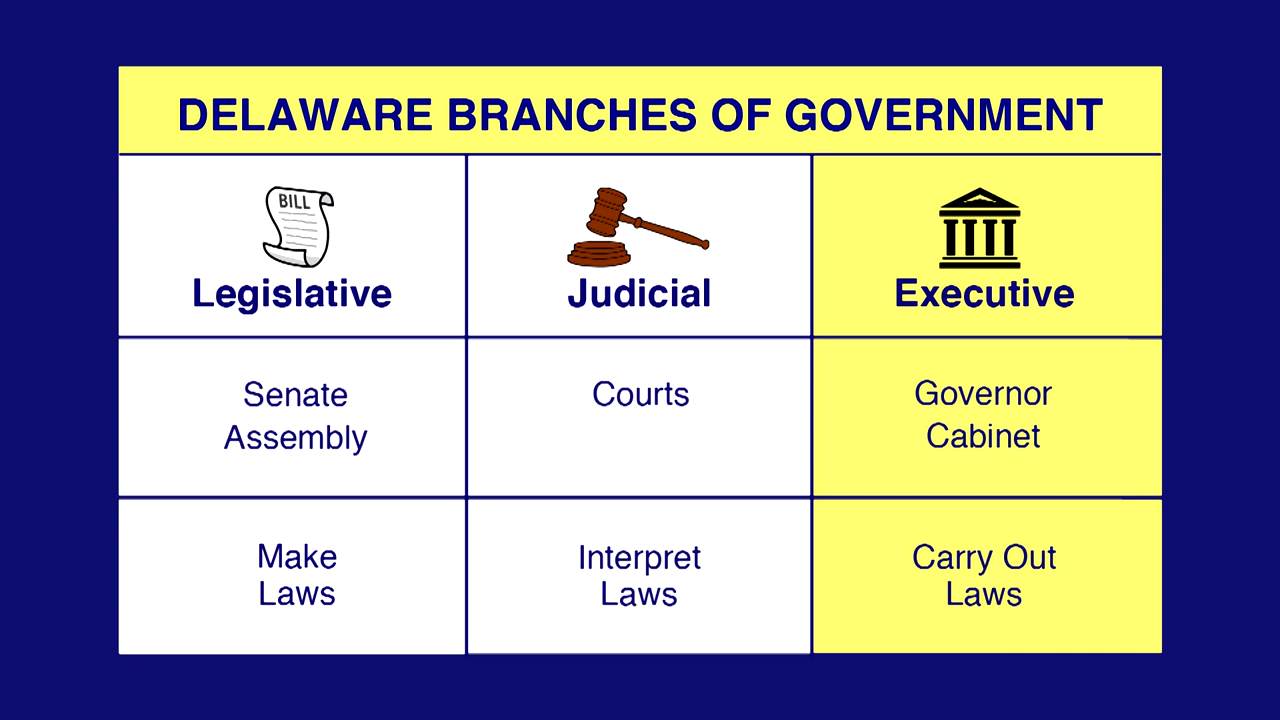 DELAWARE BRANCHES OF GOVERNMENT
BILL
Legislative
Judicial
Executive
Senate
Assembly
Courts
Governor
Cabinet
Make
Laws
Interpret
Laws
Carry Out
Laws